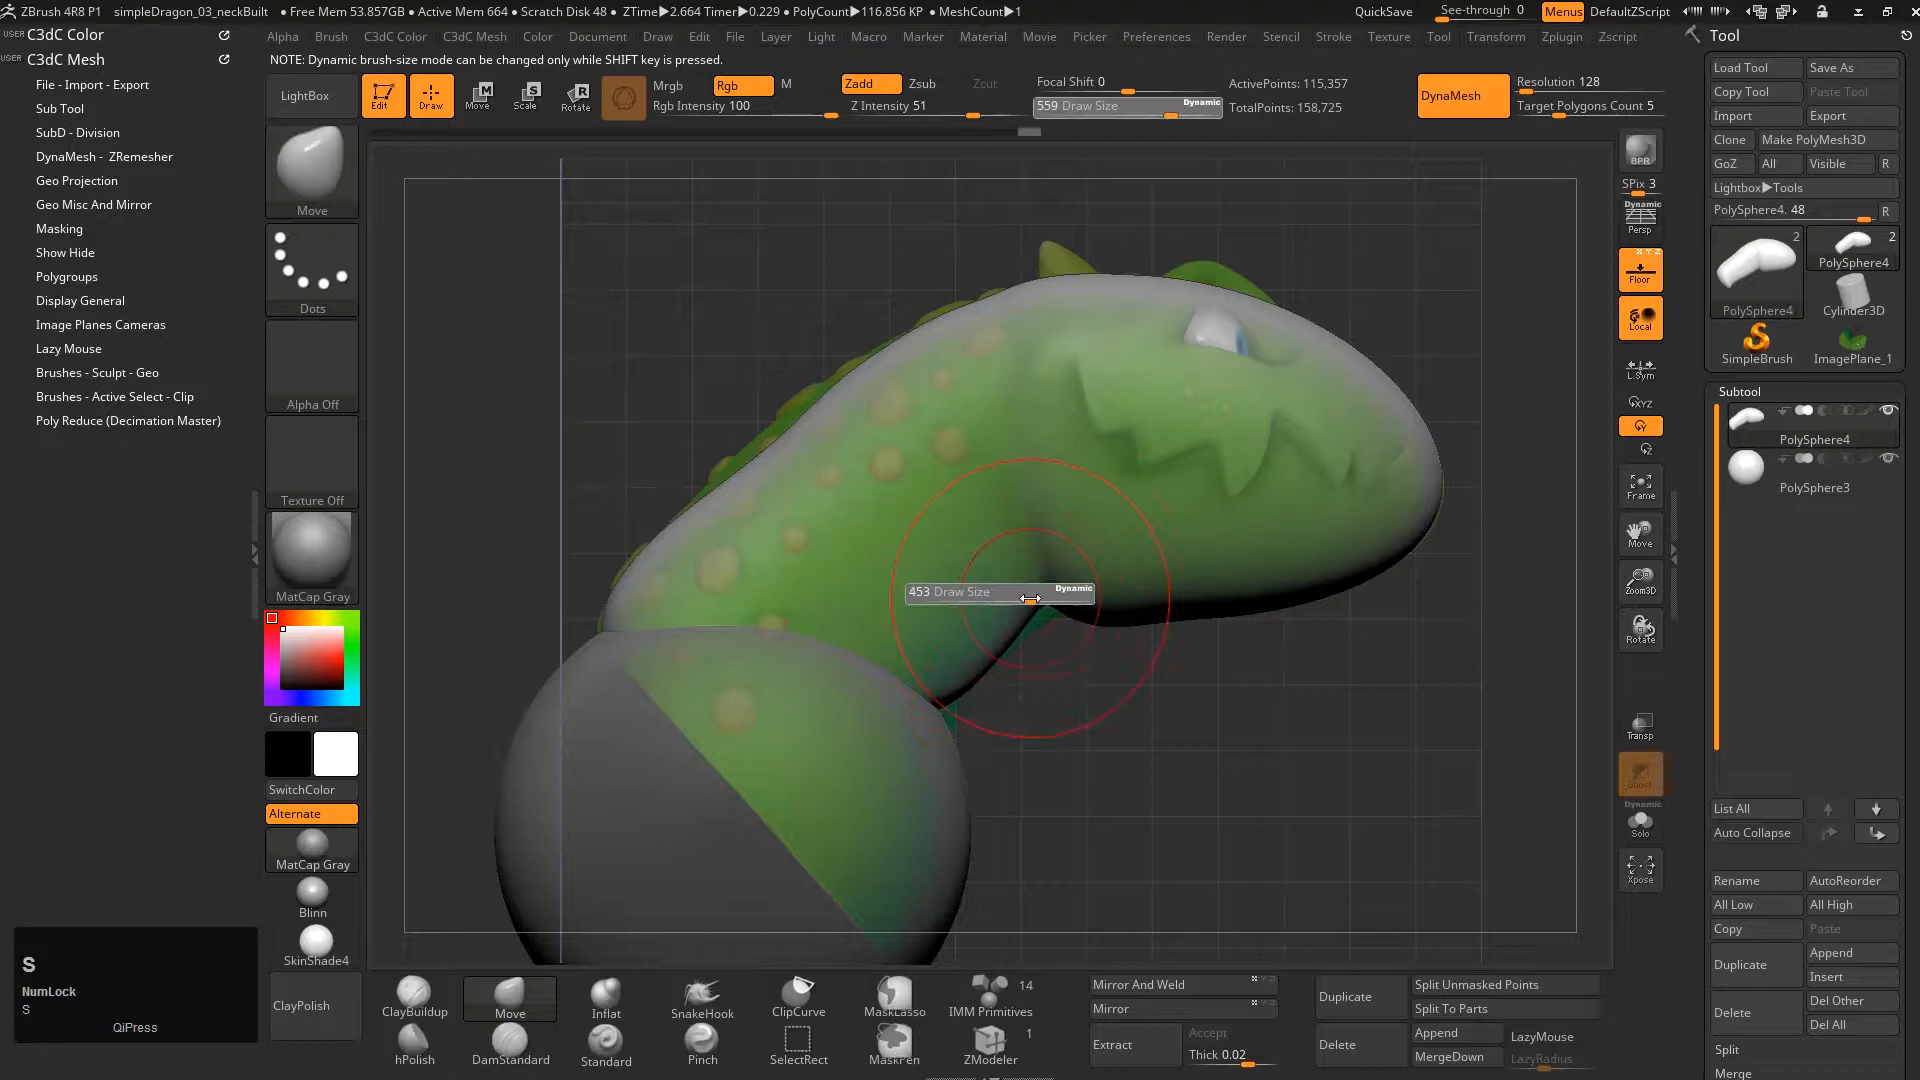 ZBrush 4R8 P1 simpleDragon_03_neckBuilt • Free Mem 53.857GB • Active Mem 664 • Scratch Disk 48 • ZTime▶2.664 Timer▶0.229 • PolyCount▶116.856 KP • MeshCount▶1 QuickSave See-through 0 Menus DefaultZScript
USER C3dC Color
USER C3dC Mesh
File - Import - Export
Sub Tool
SubD - Division
DynaMesh - ZRemesher
Geo Projection
Geo Misc And Mirror
Masking
Show Hide
Polygroups
Display General
Image Planes Cameras
Lazy Mouse
Brushes - Sculpt - Geo
Brushes - Active Select - Clip
Poly Reduce (Decimation Master)
S
NumLock
S
QiPress
Alpha Brush C3dC Color C3dC Mesh Color Document Draw Edit File Layer Light Macro Marker Material Movie Picker Preferences Render Stencil Stroke Texture Tool Transform Zplugin Zscript
NOTE: Dynamic brush-size mode can be changed only while SHIFT key is pressed.
LightBox Edit Draw Move Scale Rotate
Mrgb Rgb M
Rgb Intensity 100
Zadd Zsub Zcut
Z Intensity 51
Focal Shift 0
559 Draw Size Dynamic
ActivePoints: 115,357
TotalPoints: 158,725
DynaMesh
Resolution 128
Target Polygons Count 5
Move
Dots
Alpha Off
Texture Off
MatCap Gray
Gradient
SwitchColor
Alternate
MatCap Gray
Blinn
SkinShade4
ClayPolish
453 Draw Size Dynamic
BPR
SPix 3
Dynamic
Persp
X Y Z
Floor
Local
L.Sym
XYZ
Y
Z
Frame
Move
Zoom3D
Rotate
Transp
Ghost
Dynamic
Solo
Xpose
Tool
Load Tool Save As
Copy Tool Paste Tool
Import Export
Clone Make PolyMesh3D
GoZ All Visible R
Lightbox▶Tools
PolySphere4. 48 R
2 2
PolySphere4
PolySphere4 Cylinder3D
SimpleBrush ImagePlane_1
Subtool
PolySphere4
PolySphere3
List All
Auto Collapse
Rename AutoReorder
All Low All High
Copy Paste
Duplicate Append
Insert
Delete Del Other
Del All
Split
Merge
ClayBuildup Move Inflat SnakeHook ClipCurve MaskLasso IMM Primitives 14
hPolish DamStandard Standard Pinch SelectRect MaskPen ZModeler 1
Mirror And Weld
Mirror
Extract Accept
Thick 0.02
Duplicate
Delete
Split Unmasked Points
Split To Parts
Append
MergeDown
LazyMouse
LazyRadius